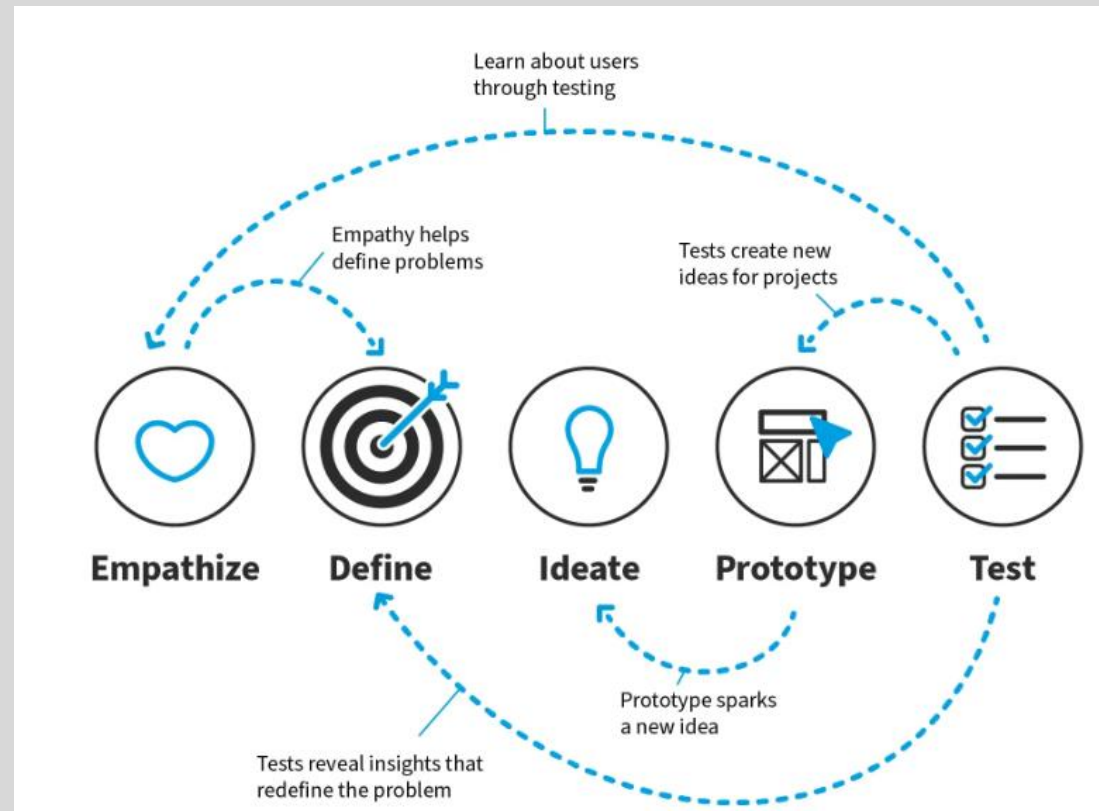 Learn about users
through testing
Empathy helps
define problems
Tests create new
ideas for projects
Empathize
Define
Ideate
Prototype
Test
Prototype sparks
a new idea
Tests reveal insights that
redefine the problem